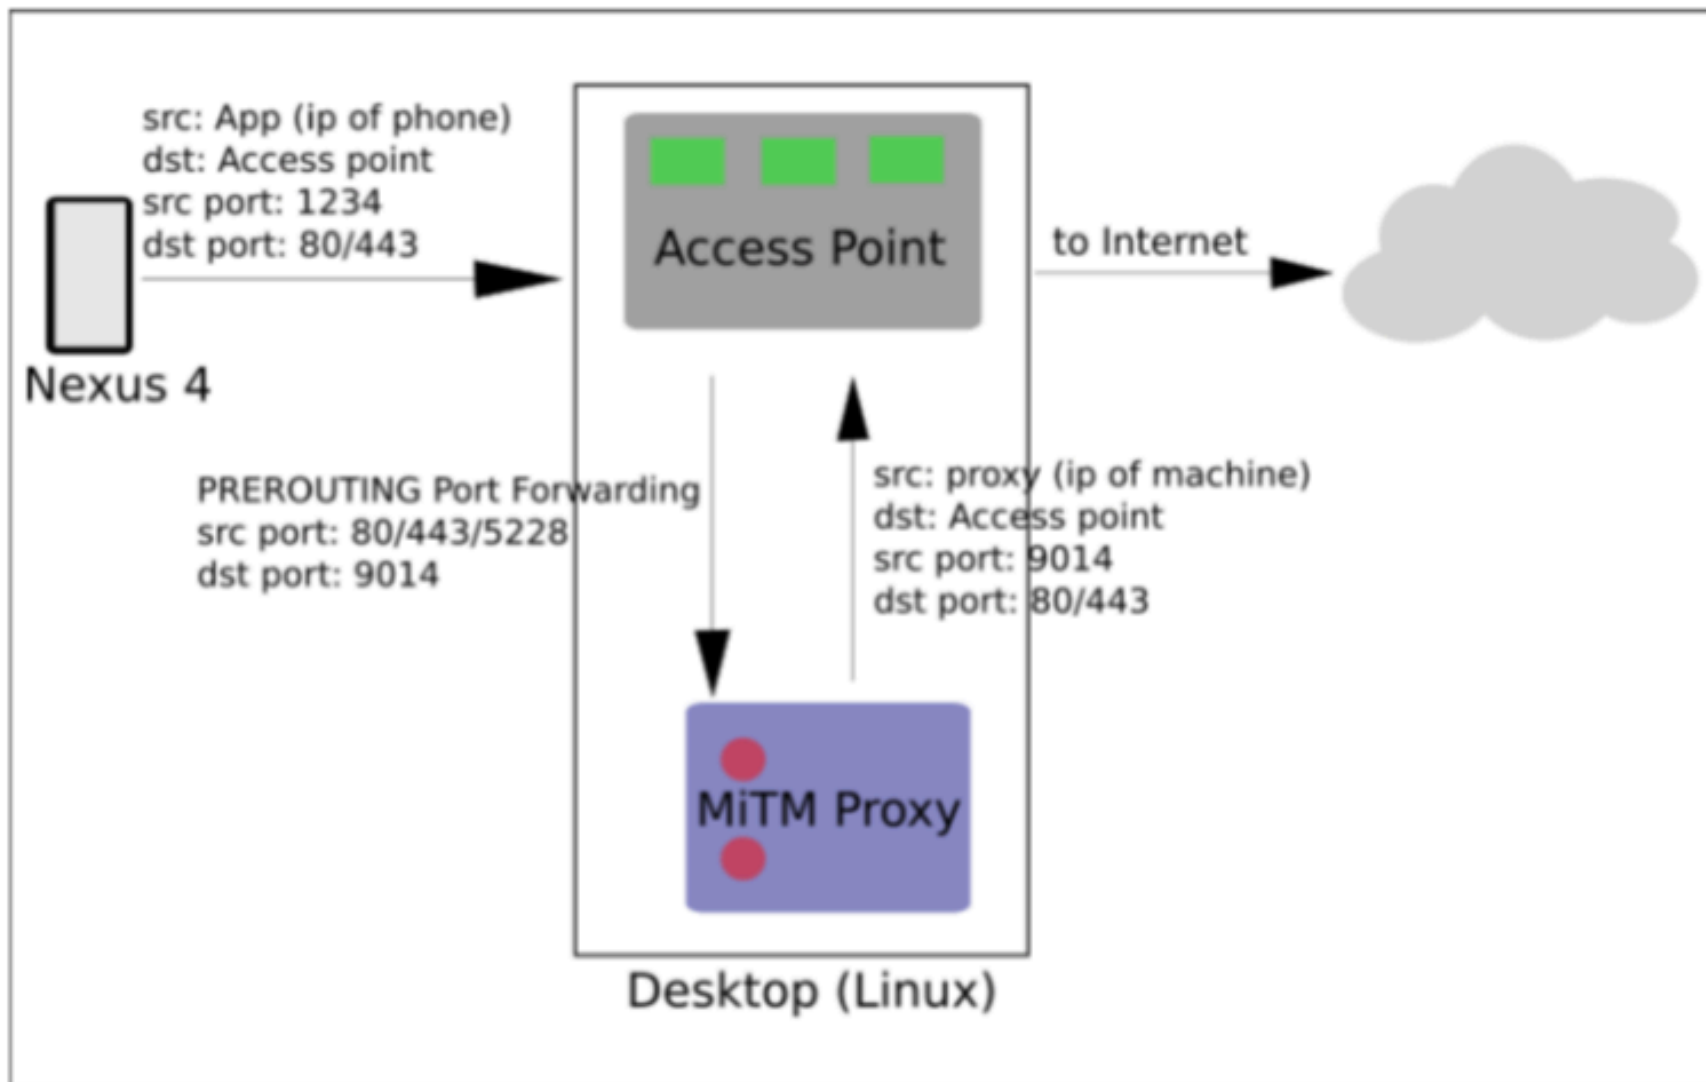 src: App (ip of phone)
dst: Access point
src port: 1234
dst port: 80/443
Nexus 4
Access Point
to Internet
PREROUTING Port Forwarding
src port: 80/443/5228
dst port: 9014
src: proxy (ip of machine)
dst: Access point
src port: 9014
dst port: 80/443
MiTM Proxy
Desktop (Linux)